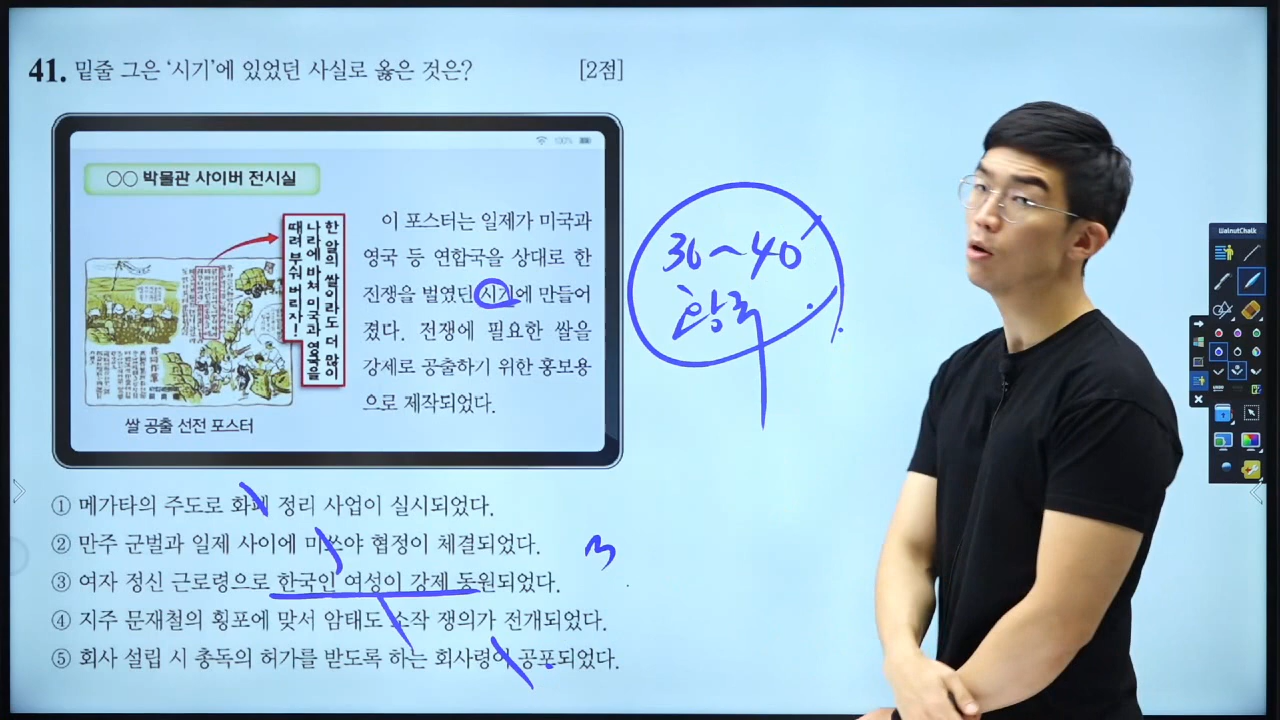 41. 밑줄 그은 ‘시기’에 있었던 사실로 옳은 것은? [2점]
100%
○○ 박물관 사이버 전시실
한 알의 쌀이라도 더 많이
나라에 바쳐 미국과 영국을
때려 부숴 버리자!
쌀 공출 선전 포스터
이 포스터는 일제가 미국과
영국 등 연합국을 상대로 한
전쟁을 벌였던 시기에 만들어
졌다. 전쟁에 필요한 쌀을
강제로 공출하기 위한 홍보용
으로 제작되었다.
① 메가타의 주도로 화폐 정리 사업이 실시되었다.
② 만주 군벌과 일제 사이에 미쓰야 협정이 체결되었다.
③ 여자 정신 근로령으로 한국인 여성이 강제 동원되었다.
④ 지주 문재철의 횡포에 맞서 암태도 소작 쟁의가 전개되었다.
⑤ 회사 설립 시 총독의 허가를 받도록 하는 회사령이 공포되었다.
30~40
3
WalnutChalk